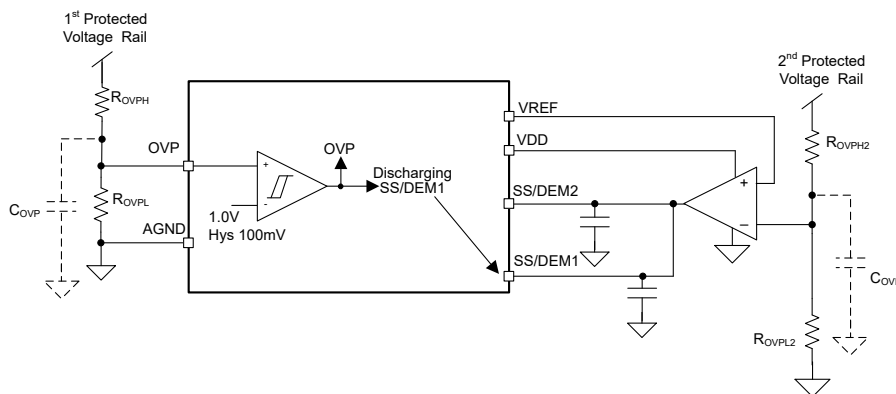 1st Protected
Voltage Rail
ROVPH
OVP
ROVPL
COVP
AGND
+
-
1.0V
Hys 100mV
OVP
Discharging
SS/DEM1
VREF
VDD
SS/DEM2
SS/DEM1
+
−
2nd Protected
Voltage Rail
ROVPH2
ROVPL2